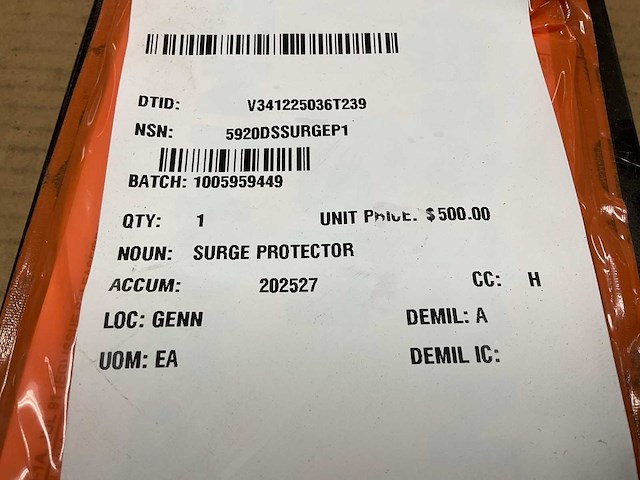 DTID: V341225036T239
NSN: 5920DSSURGEP1
BATCH: 1005959449
QTY: 1 UNIT PRICE: $500.00
NOUN: SURGE PROTECTOR
ACCUM: 202527 CC: H
LOC: GENN DEMIL: A
UOM: EA DEMIL IC: